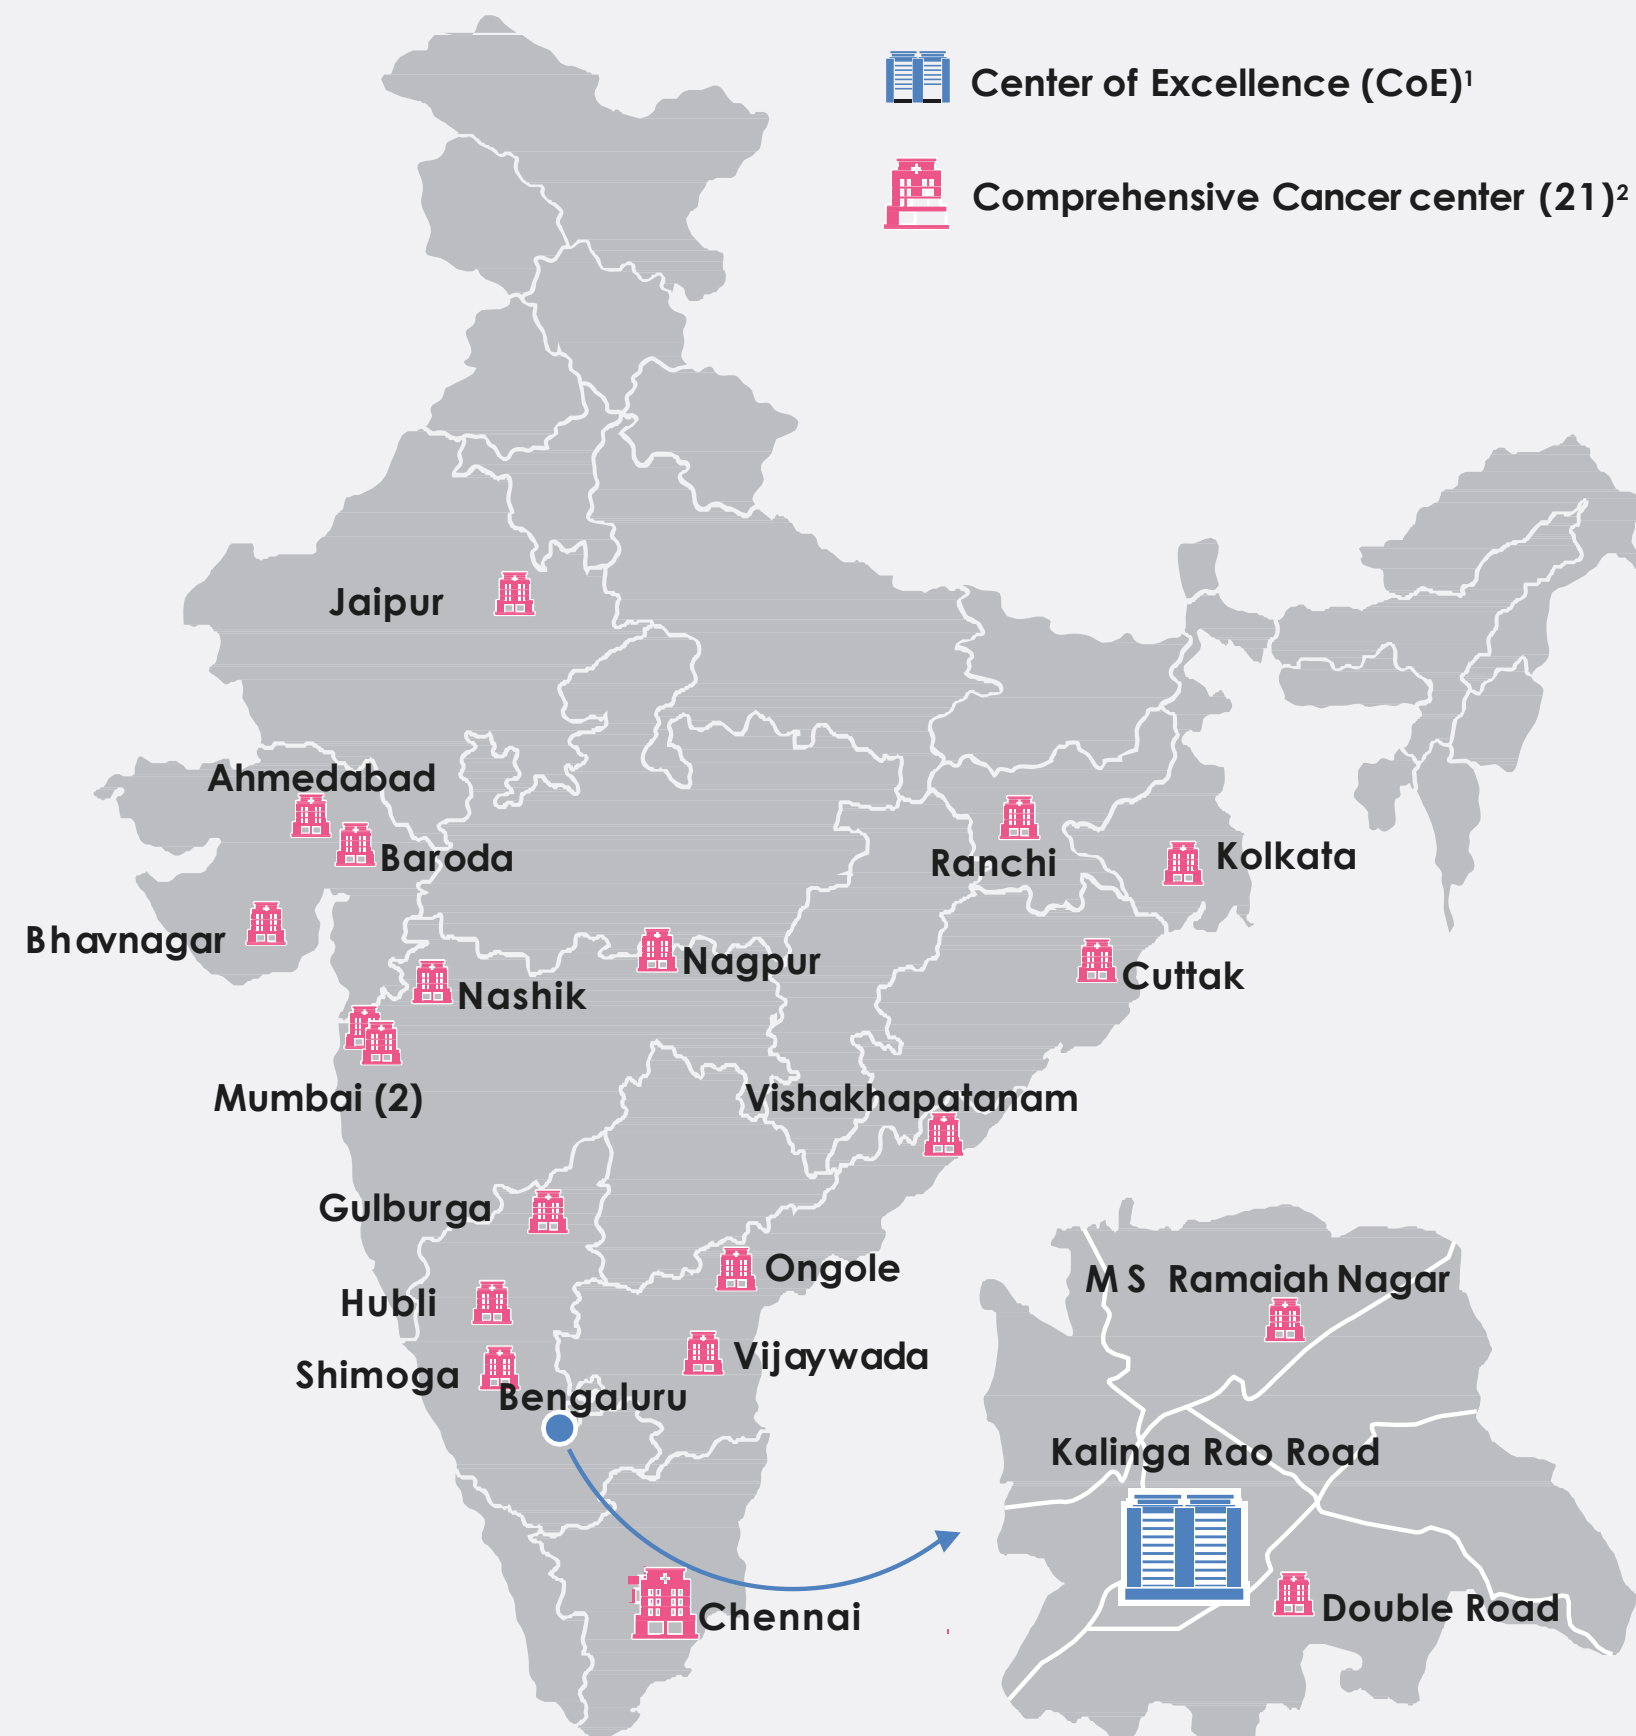 Center of Excellence (CoE)¹
Comprehensive Cancer center (21)²
Jaipur
Ahmedabad
Baroda
Ranchi
Kolkata
Bhavnagar
Nagpur
Cuttak
Nashik
Mumbai (2)
Vishakhapatanam
Gulburga
Ongole
M S Ramaiah Nagar
Hubli
Vijaywada
Shimoga
Bengaluru
Kalinga Rao Road
Chennai
Double Road